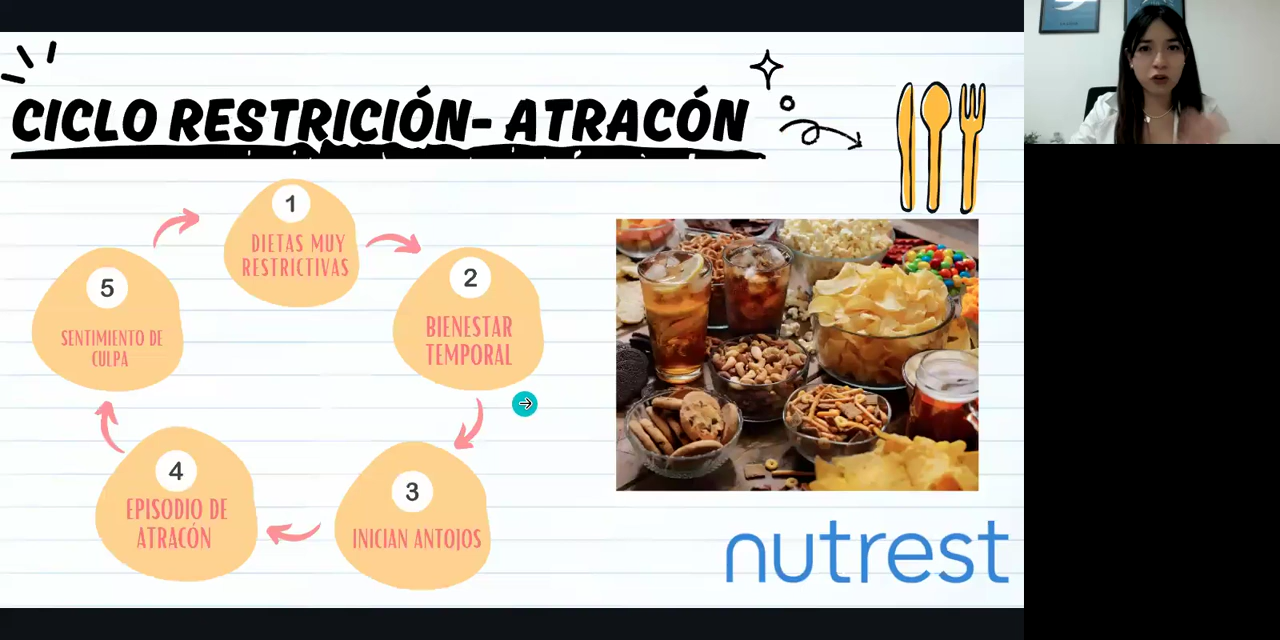 CICLO RESTRICIÓN- ATRACÓN
1
DIETAS MUY
RESTRICTIVAS
2
BIENESTAR
TEMPORAL
3
INICIAN ANTOJOS
4
EPISODIO DE
ATRACÓN
5
SENTIMIENTO DE
CULPA
nutrest